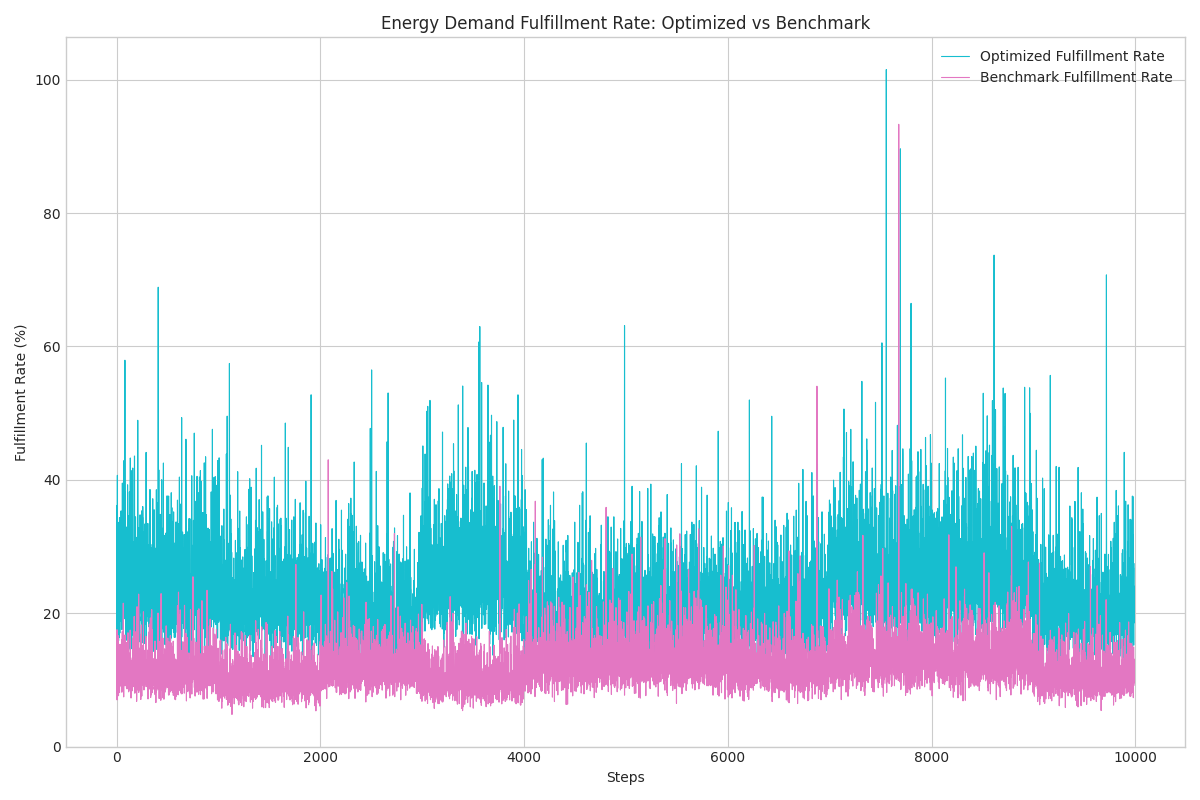 Energy Demand Fulfillment Rate: Optimized vs Benchmark
Optimized Fulfillment Rate
Benchmark Fulfillment Rate
Fulfillment Rate (%)
100
80
60
40
20
0
0 2000 4000 6000 8000 10000
Steps